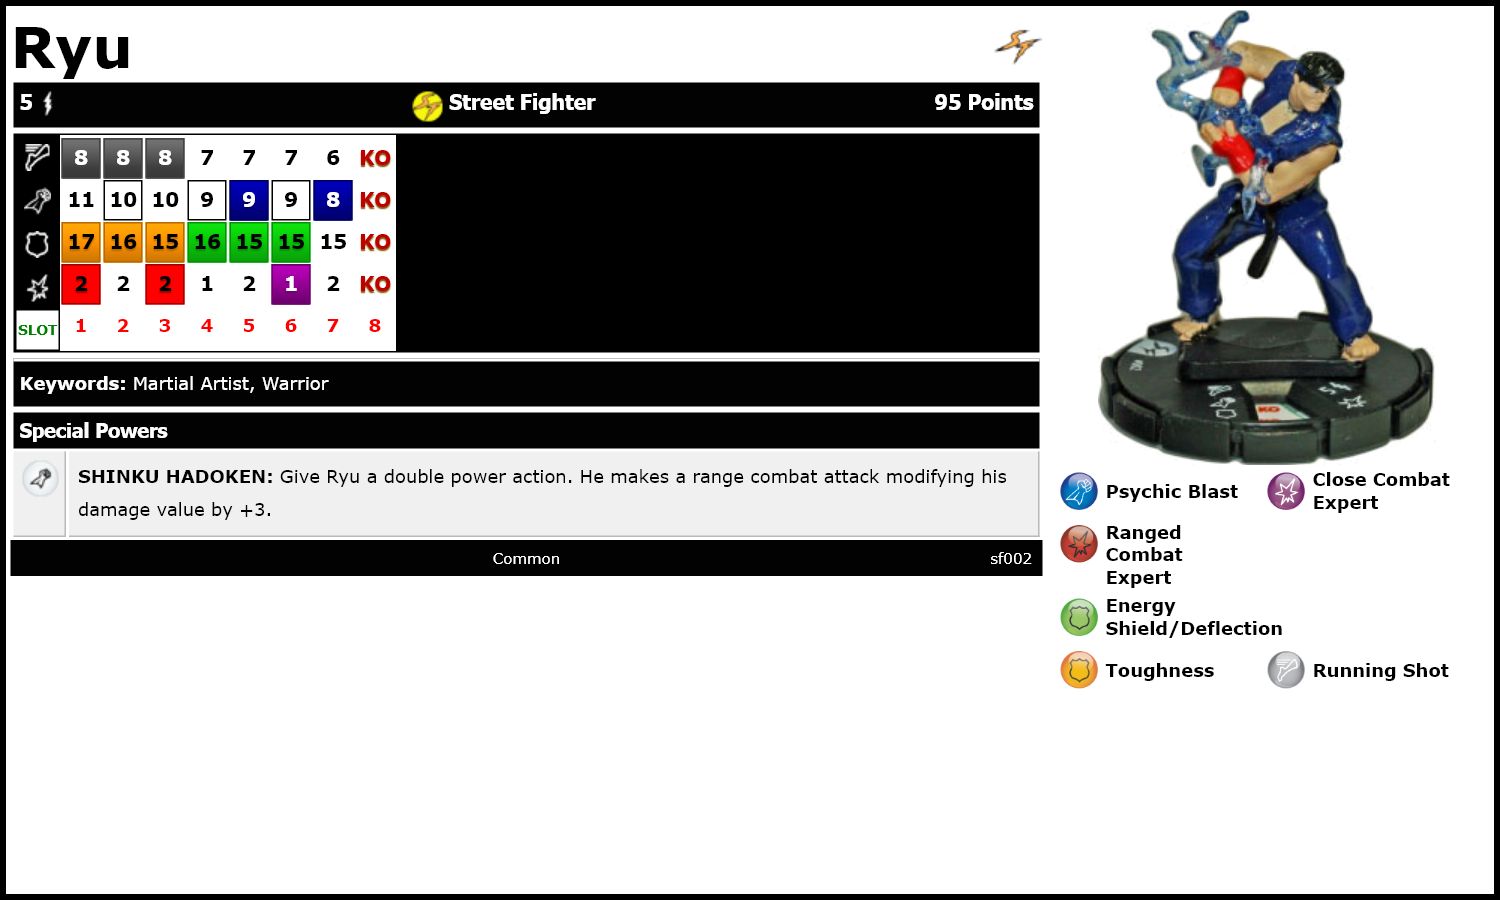 Ryu
5 Street Fighter 95 Points
8 8 8 7 7 7 6 KO
11 10 10 9 9 9 8 KO
17 16 15 16 15 15 15 KO
2 2 2 1 2 1 2 KO
SLOT 1 2 3 4 5 6 7 8
Keywords: Martial Artist, Warrior
Special Powers
SHINKU HADOKEN: Give Ryu a double power action. He makes a range combat attack modifying his
damage value by +3.
Common sf002
002
5
KO
Psychic Blast
Close Combat
Expert
Ranged
Combat
Expert
Energy
Shield/Deflection
Toughness
Running Shot